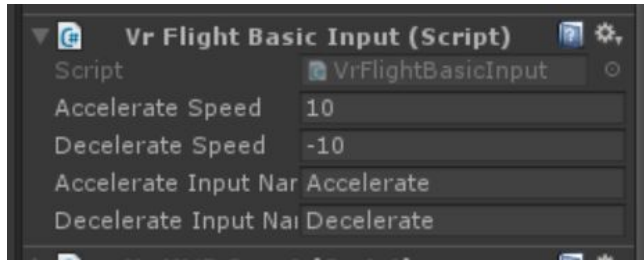 Vr Flight Basic Input (Script)
Script VrFlightBasicInput
Accelerate Speed 10
Decelerate Speed -10
Accelerate Input Nar Accelerate
Decelerate Input Nar Decelerate